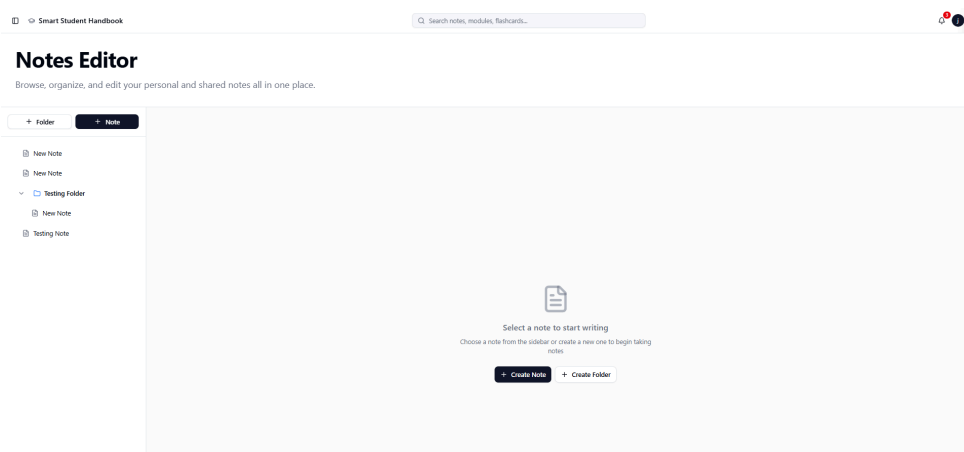 Smart Student Handbook
Search notes, modules, flashcards...
3
j
Notes Editor
Browse, organize, and edit your personal and shared notes all in one place.
+ Folder
+ Note
New Note
New Note
Testing Folder
New Note
Testing Note
Select a note to start writing
Choose a note from the sidebar or create a new one to begin taking
notes
+ Create Note
+ Create Folder